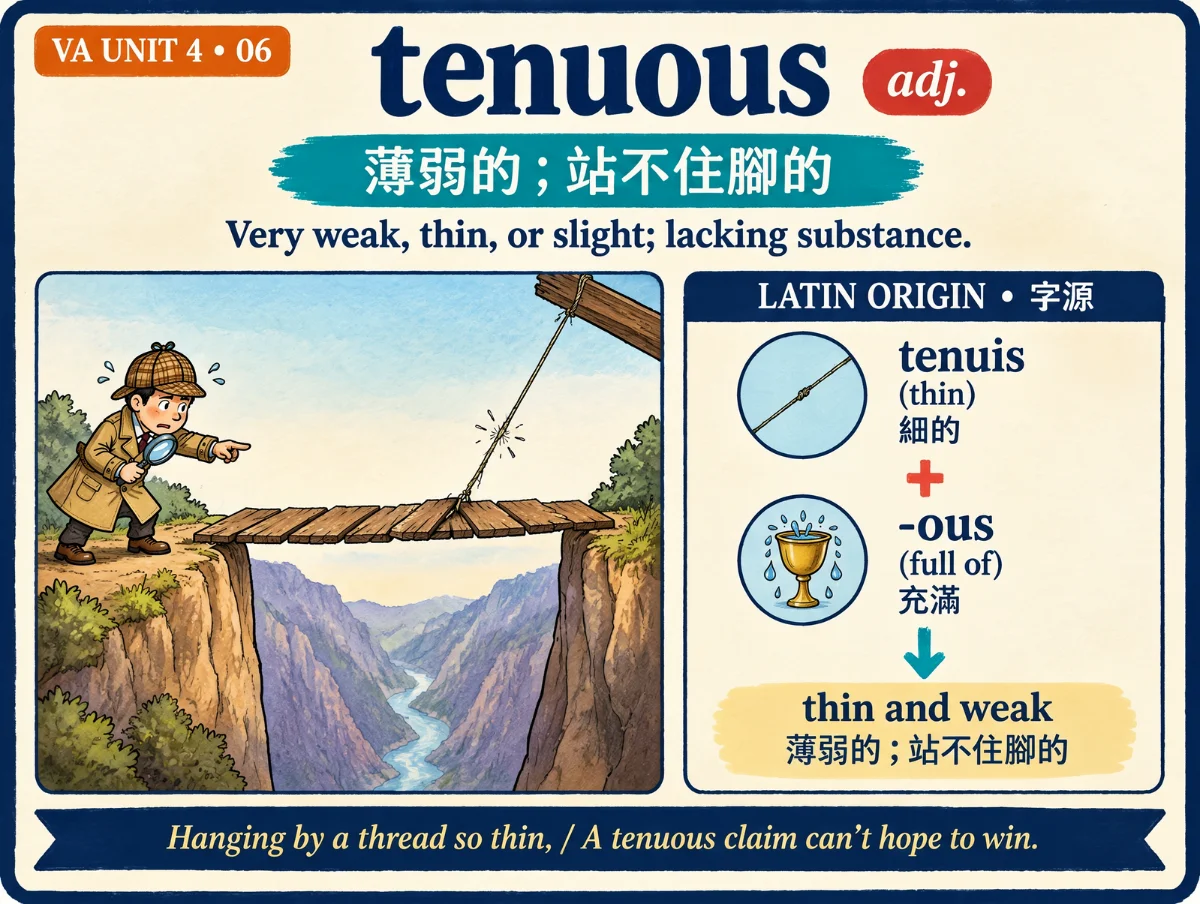 VA UNIT 4 • 06
tenuous
adj.
薄弱的；站不住腳的
Very weak, thin, or slight; lacking substance.
LATIN ORIGIN • 字源
tenuis
(thin)
細的
+
-ous
(full of)
充滿
thin and weak
薄弱的；站不住腳的
Hanging by a thread so thin, / A tenuous claim can't hope to win.